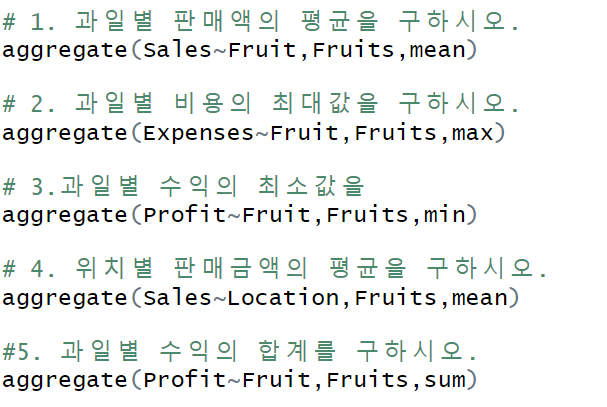 # 1. 과일별 판매액의 평균을 구하시오.
aggregate(Sales~Fruit,Fruits,mean)
# 2. 과일별 비용의 최대값을 구하시오.
aggregate(Expenses~Fruit,Fruits,max)
# 3.과일별 수익의 최소값을
aggregate(Profit~Fruit,Fruits,min)
# 4. 위치별 판매금액의 평균을 구하시오.
aggregate(Sales~Location,Fruits,mean)
#5. 과일별 수익의 합계를 구하시오.
aggregate(Profit~Fruit,Fruits,sum)